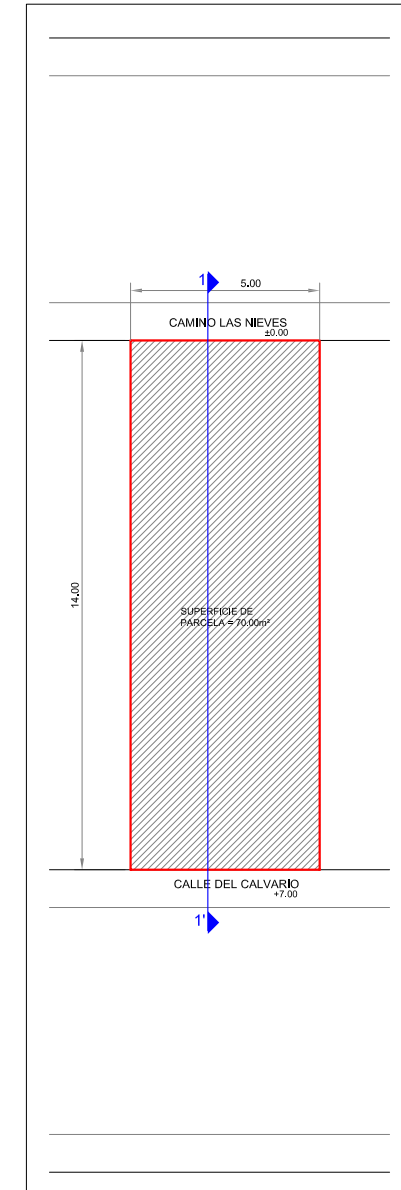 1
5.00
CAMINO LAS NIEVES
±0.00
14.00
SUPERFICIE DE
PARCELA = 70.00m²
CALLE DEL CALVARIO
+7.00
1'